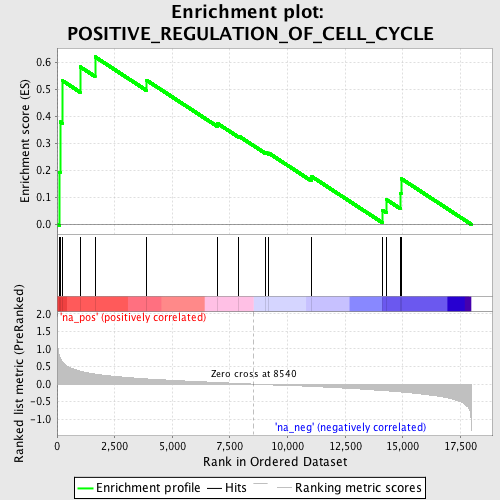 Enrichment plot:
POSITIVE_REGULATION_OF_CELL_CYCLE
Enrichment score (ES)
0.6
0.5
0.4
0.3
0.2
0.1
0.0
'na_pos' (positively correlated)
Ranked list metric (PreRanked)
2.0
1.5
1.0
0.5
0.0
-0.5
-1.0
Zero cross at 8540
'na_neg' (negatively correlated)
0 2,500 5,000 7,500 10,000 12,500 15,000 17,500
Rank in Ordered Dataset
Enrichment profile Hits Ranking metric scores